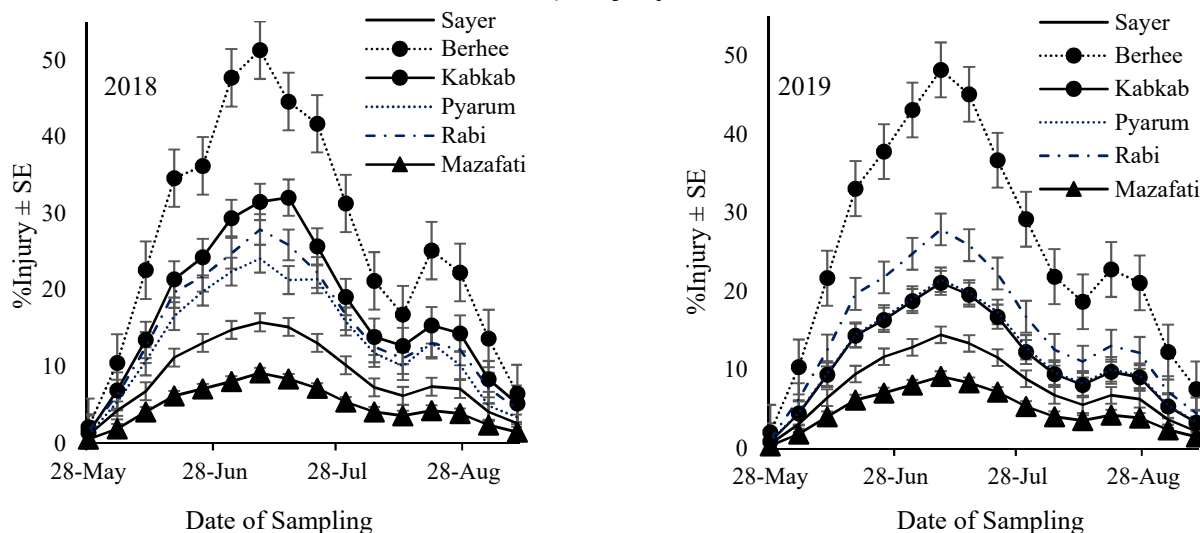 Sayer
Berhee
Kabkab
Pyarum
Rabi
Mazafati
2018
%Injury ± SE
50
40
30
20
10
0
28-May 28-Jun 28-Jul 28-Aug
Date of Sampling
Sayer
Berhee
Kabkab
Pyarum
Rabi
Mazafati
2019
%Injury ± SE
50
40
30
20
10
0
28-May 28-Jun 28-Jul 28-Aug
Date of Sampling